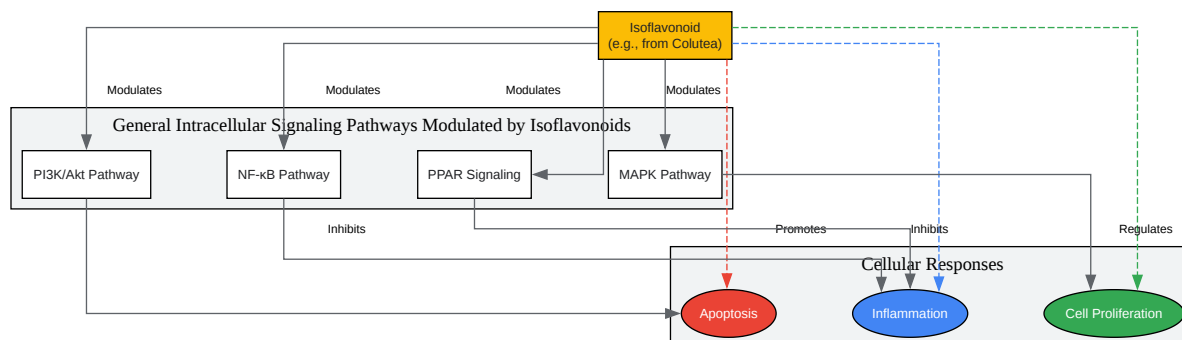 Isoflavonoid
(e.g., from Colutea)
Modulates
Modulates
Modulates
Modulates
General Intracellular Signaling Pathways Modulated by Isoflavonoids
PI3K/Akt Pathway
NF-κB Pathway
PPAR Signaling
MAPK Pathway
Inhibits
Promotes
Inhibits
Regulates
Cellular Responses
Apoptosis
Inflammation
Cell Proliferation